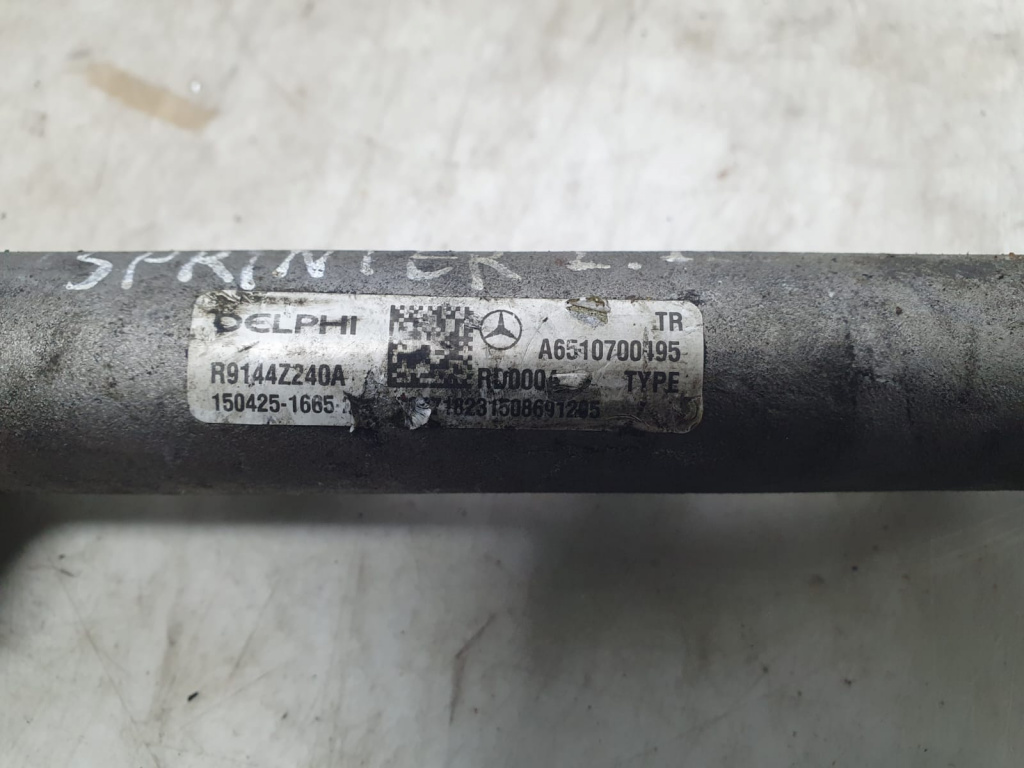 SPRINTER
DELPHI TR
R9144Z240A A6510700495
TYPE
150425-1665